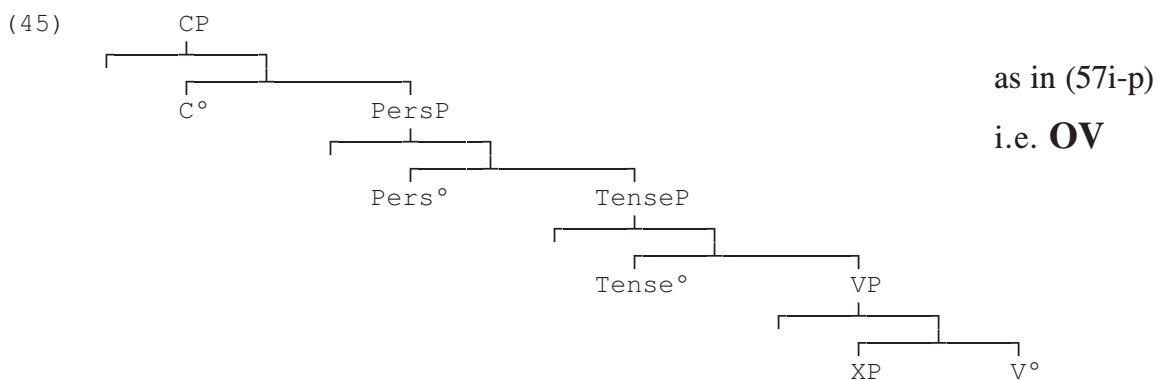 (45) CP
as in (57i-p)
C° PersP
i.e. OV
Pers° TenseP
Tense° VP
XP V°